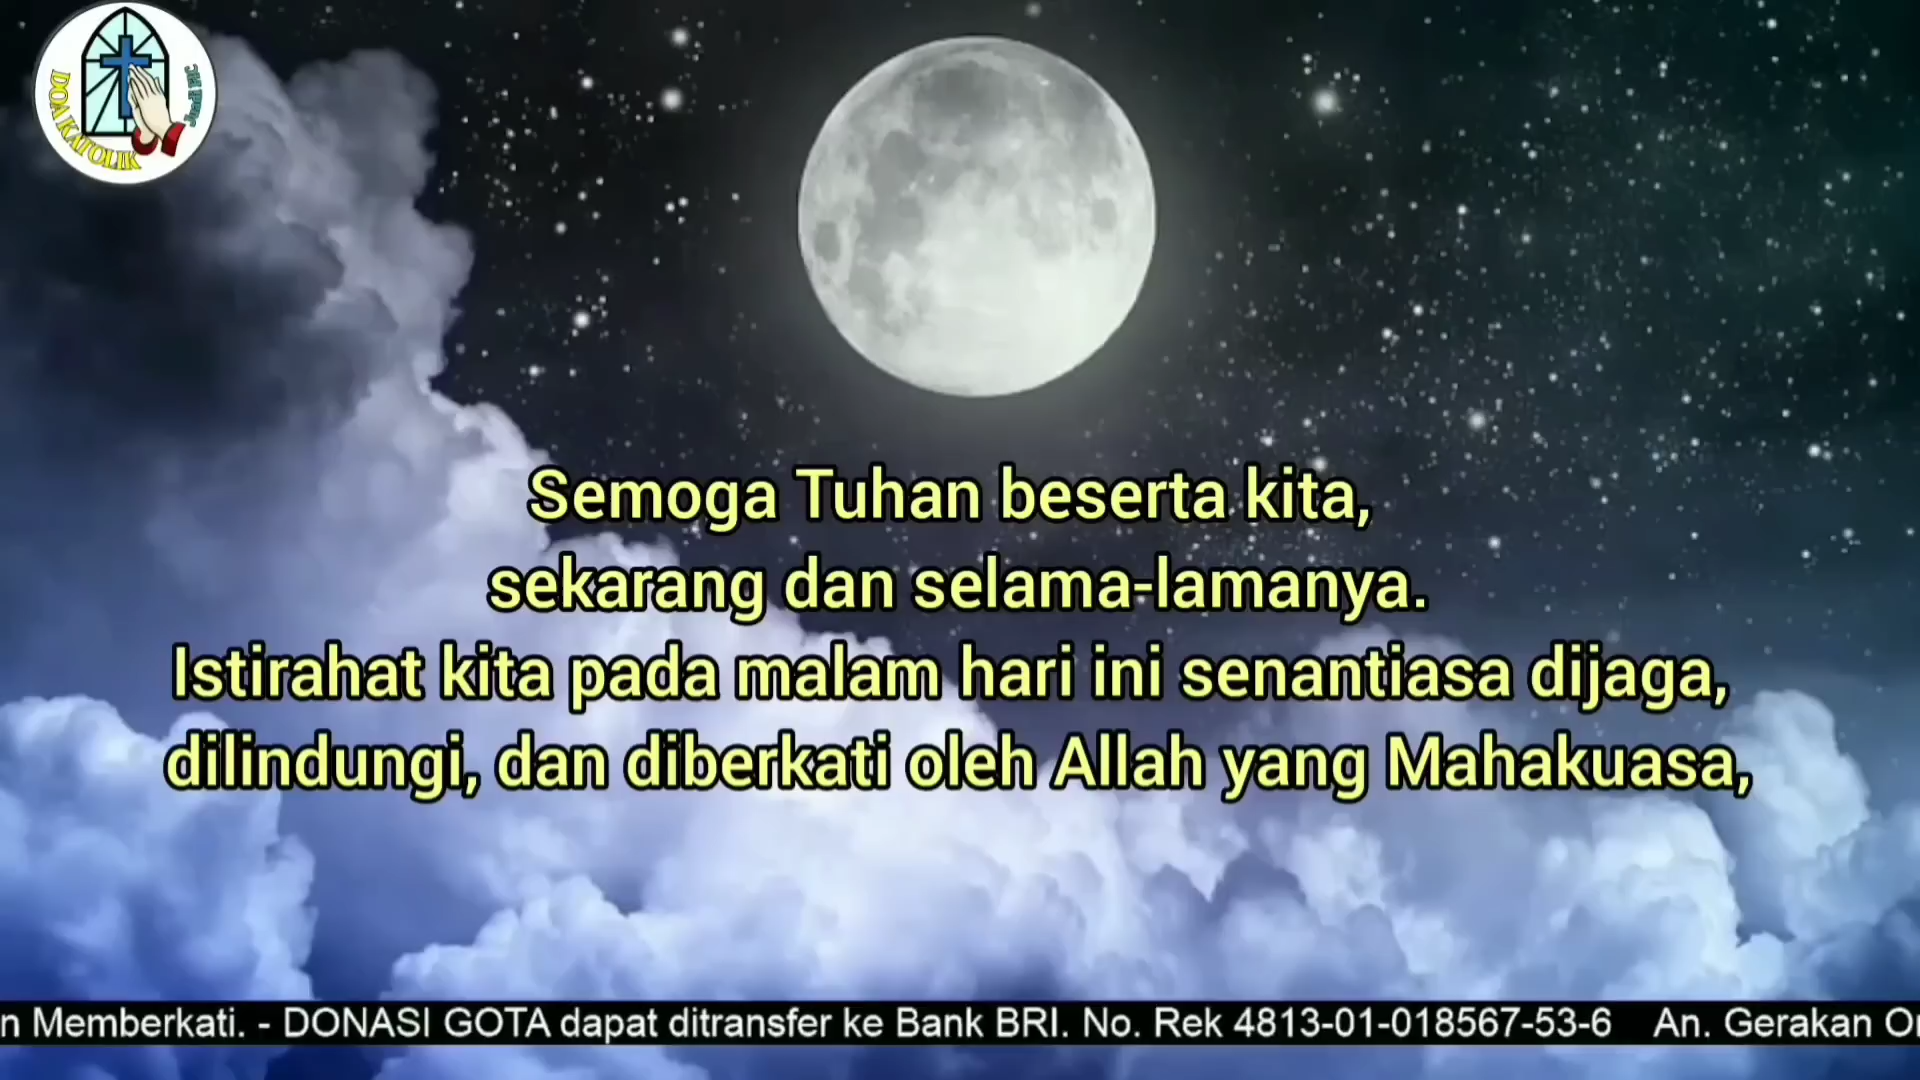 DOA KATOLIK
Semoga Tuhan beserta kita,
sekarang dan selama-lamanya.
Istirahat kita pada malam hari ini senantiasa dijaga,
dilindungi, dan diberkati oleh Allah yang Mahakuasa,
n Memberkati. - DONASI GOTA dapat ditransfer ke Bank BRI. No. Rek 4813-01-018567-53-6 An. Gerakan Or